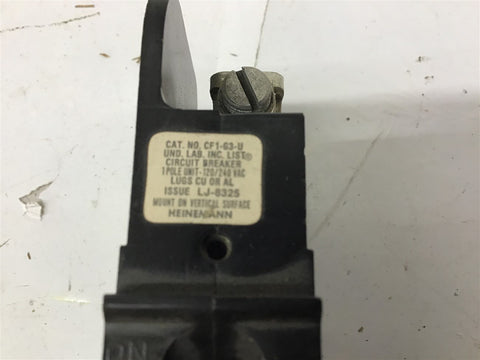 CAT. NO. CF1-G3-U
UND. LAB. INC. LIST®
CIRCUIT BREAKER
1 POLE UNIT-120/240 VAC
LUGS CU OR AL
ISSUE LJ-8325
MOUNT ON VERTICAL SURFACE
HEINEMANN
ON